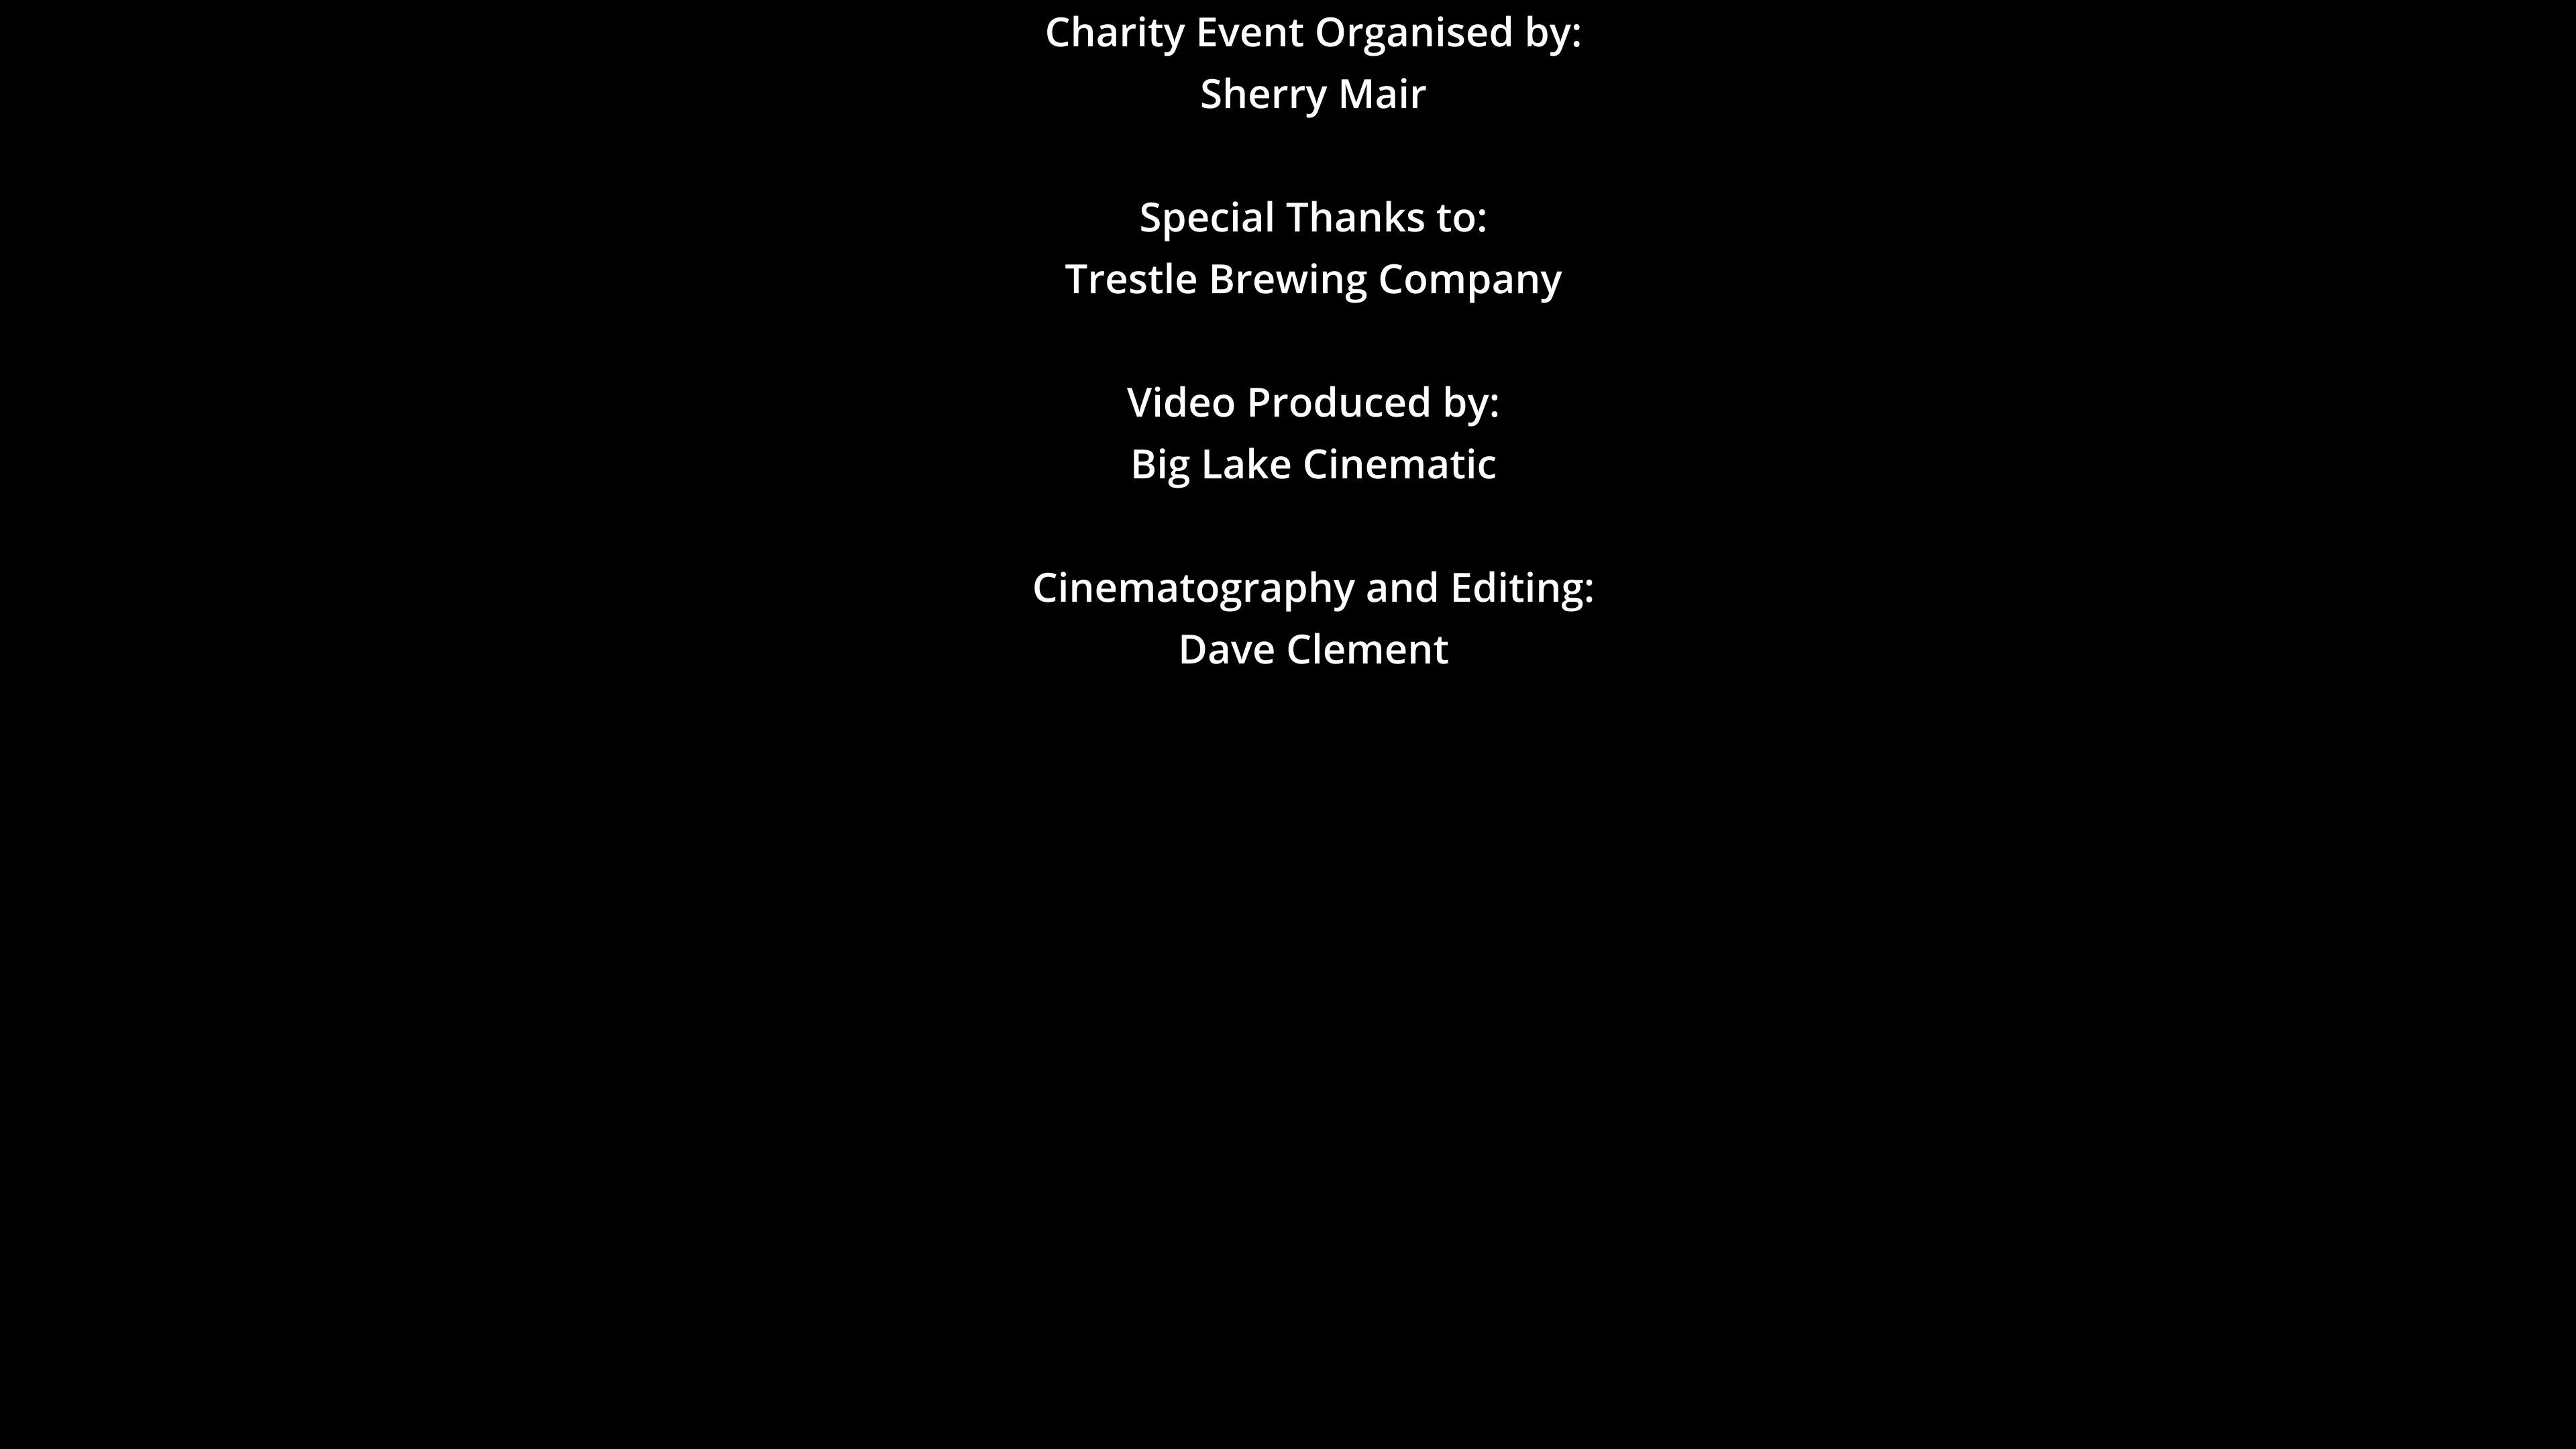 Charity Event Organised by:
Sherry Mair
Special Thanks to:
Trestle Brewing Company
Video Produced by:
Big Lake Cinematic
Cinematography and Editing:
Dave Clement